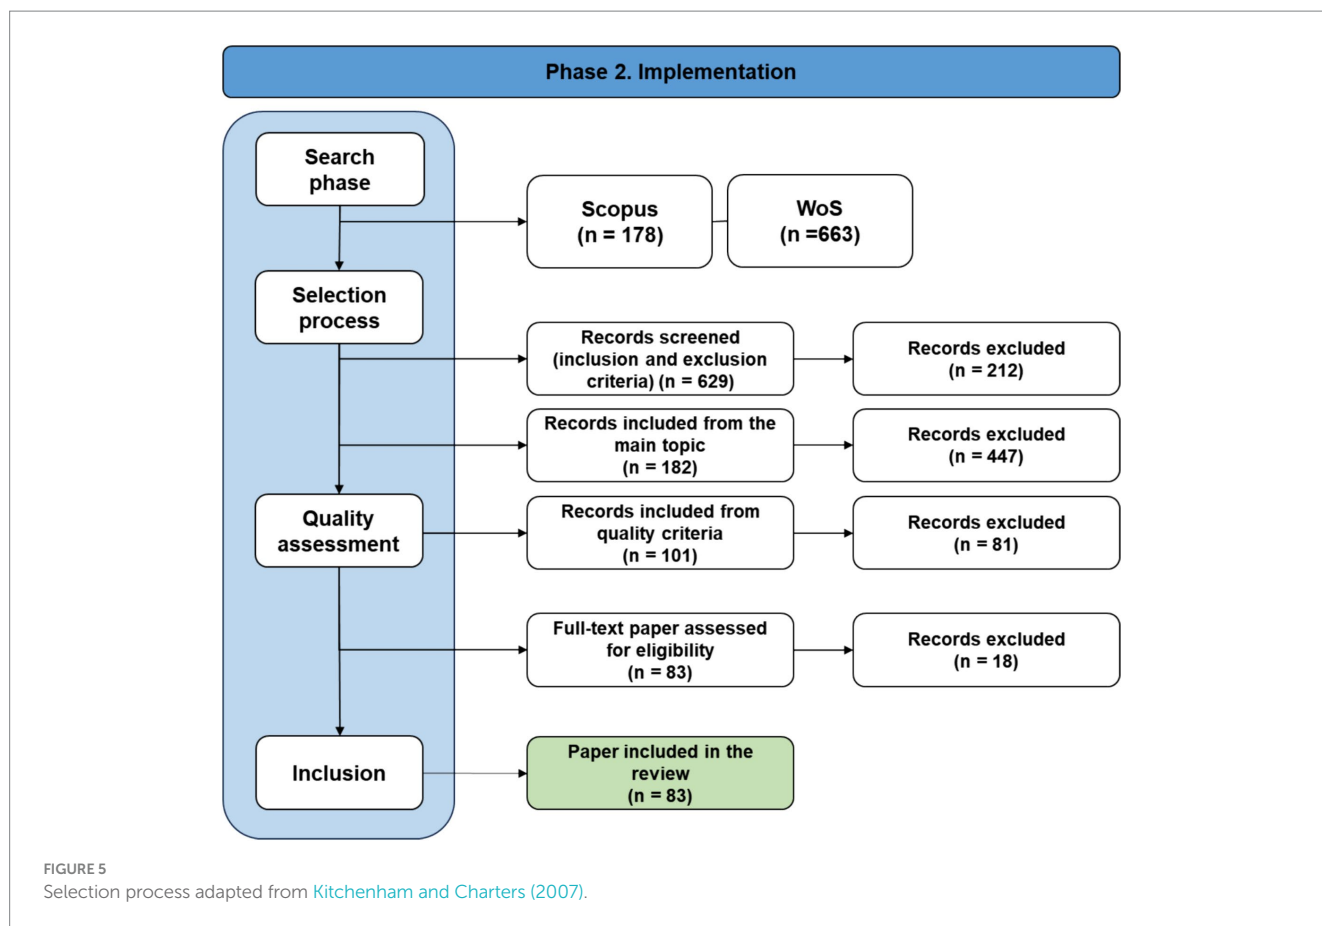 Phase 2. Implementation
Search
phase
Scopus
(n = 178)
WoS
(n =663)
Selection
process
Records screened
(inclusion and exclusion
criteria) (n = 629)
Records excluded
(n = 212)
Records included from the
main topic
(n = 182)
Records excluded
(n = 447)
Quality
assessment
Records included from
quality criteria
(n = 101)
Records excluded
(n = 81)
Full-text paper assessed
for eligibility
(n = 83)
Records excluded
(n = 18)
Inclusion
Paper included in the
review
(n = 83)
FIGURE 5
Selection process adapted from Kitchenham and Charters (2007).